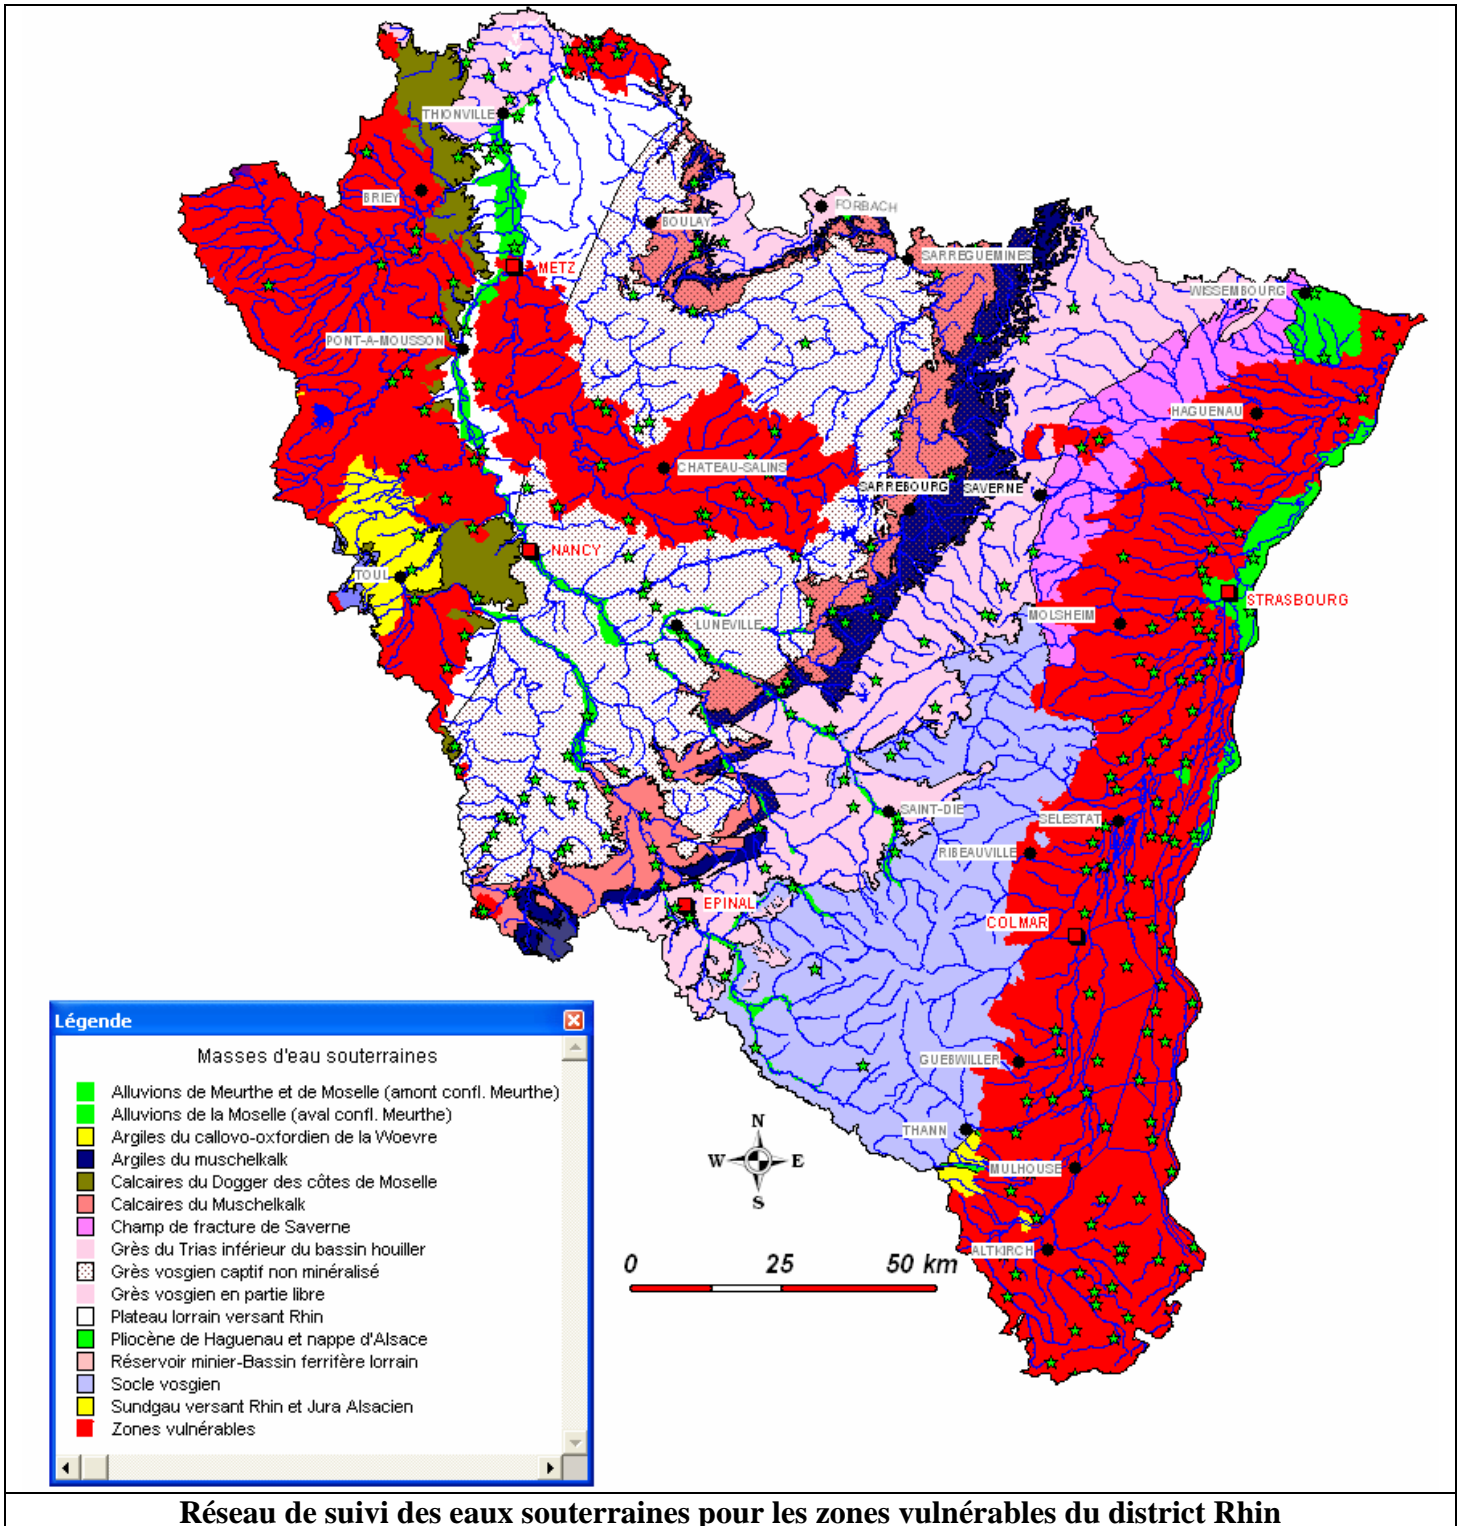 THIONVILLE
BRIEY
BOULAY
FORBACH
METZ
SARREGUEMINES
WISSEMBOURG
PONT-A-MOUSSON
HAGUENAU
CHATEAU-SALINS
SARREBOURG
SAVERNE
NANCY
TOUL
STRASBOURG
LUNEVILLE
MOLSHEIM
SAINT-DIE
SELESTAT
RIBEAUVILLE
EPINAL
COLMAR
GUEBWILLER
THANN
MULHOUSE
ALTKIRCH
N
W
E
S
0 25 50 km
Légende
Masses d'eau souterraines
Alluvions de Meurthe et de Moselle (amont confl. Meurthe)
Alluvions de la Moselle (aval confl. Meurthe)
Argiles du callovo-oxfordien de la Woevre
Argiles du muschelkalk
Calcaires du Dogger des côtes de Moselle
Calcaires du Muschelkalk
Champ de fracture de Saverne
Grès du Trias inférieur du bassin houiller
Grès vosgien captif non minéralisé
Grès vosgien en partie libre
Plateau lorrain versant Rhin
Pliocène de Haguenau et nappe d'Alsace
Réservoir minier-Bassin ferrifère lorrain
Socle vosgien
Sundgau versant Rhin et Jura Alsacien
Zones vulnérables
Réseau de suivi des eaux souterraines pour les zones vulnérables du district Rhin